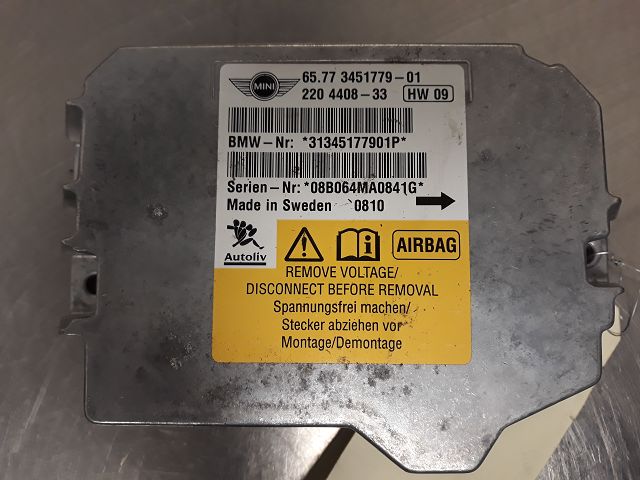 MINI
65.77 3451779-01
220 4408-33 HW 09
BMW-Nr: *31345177901P*
Serien-Nr: *08B064MA0841G*
Made in Sweden 0810
Autoliv
AIRBAG
REMOVE VOLTAGE/
DISCONNECT BEFORE REMOVAL
Spannungsfrei machen/
Stecker abziehen vor
Montage/Demontage